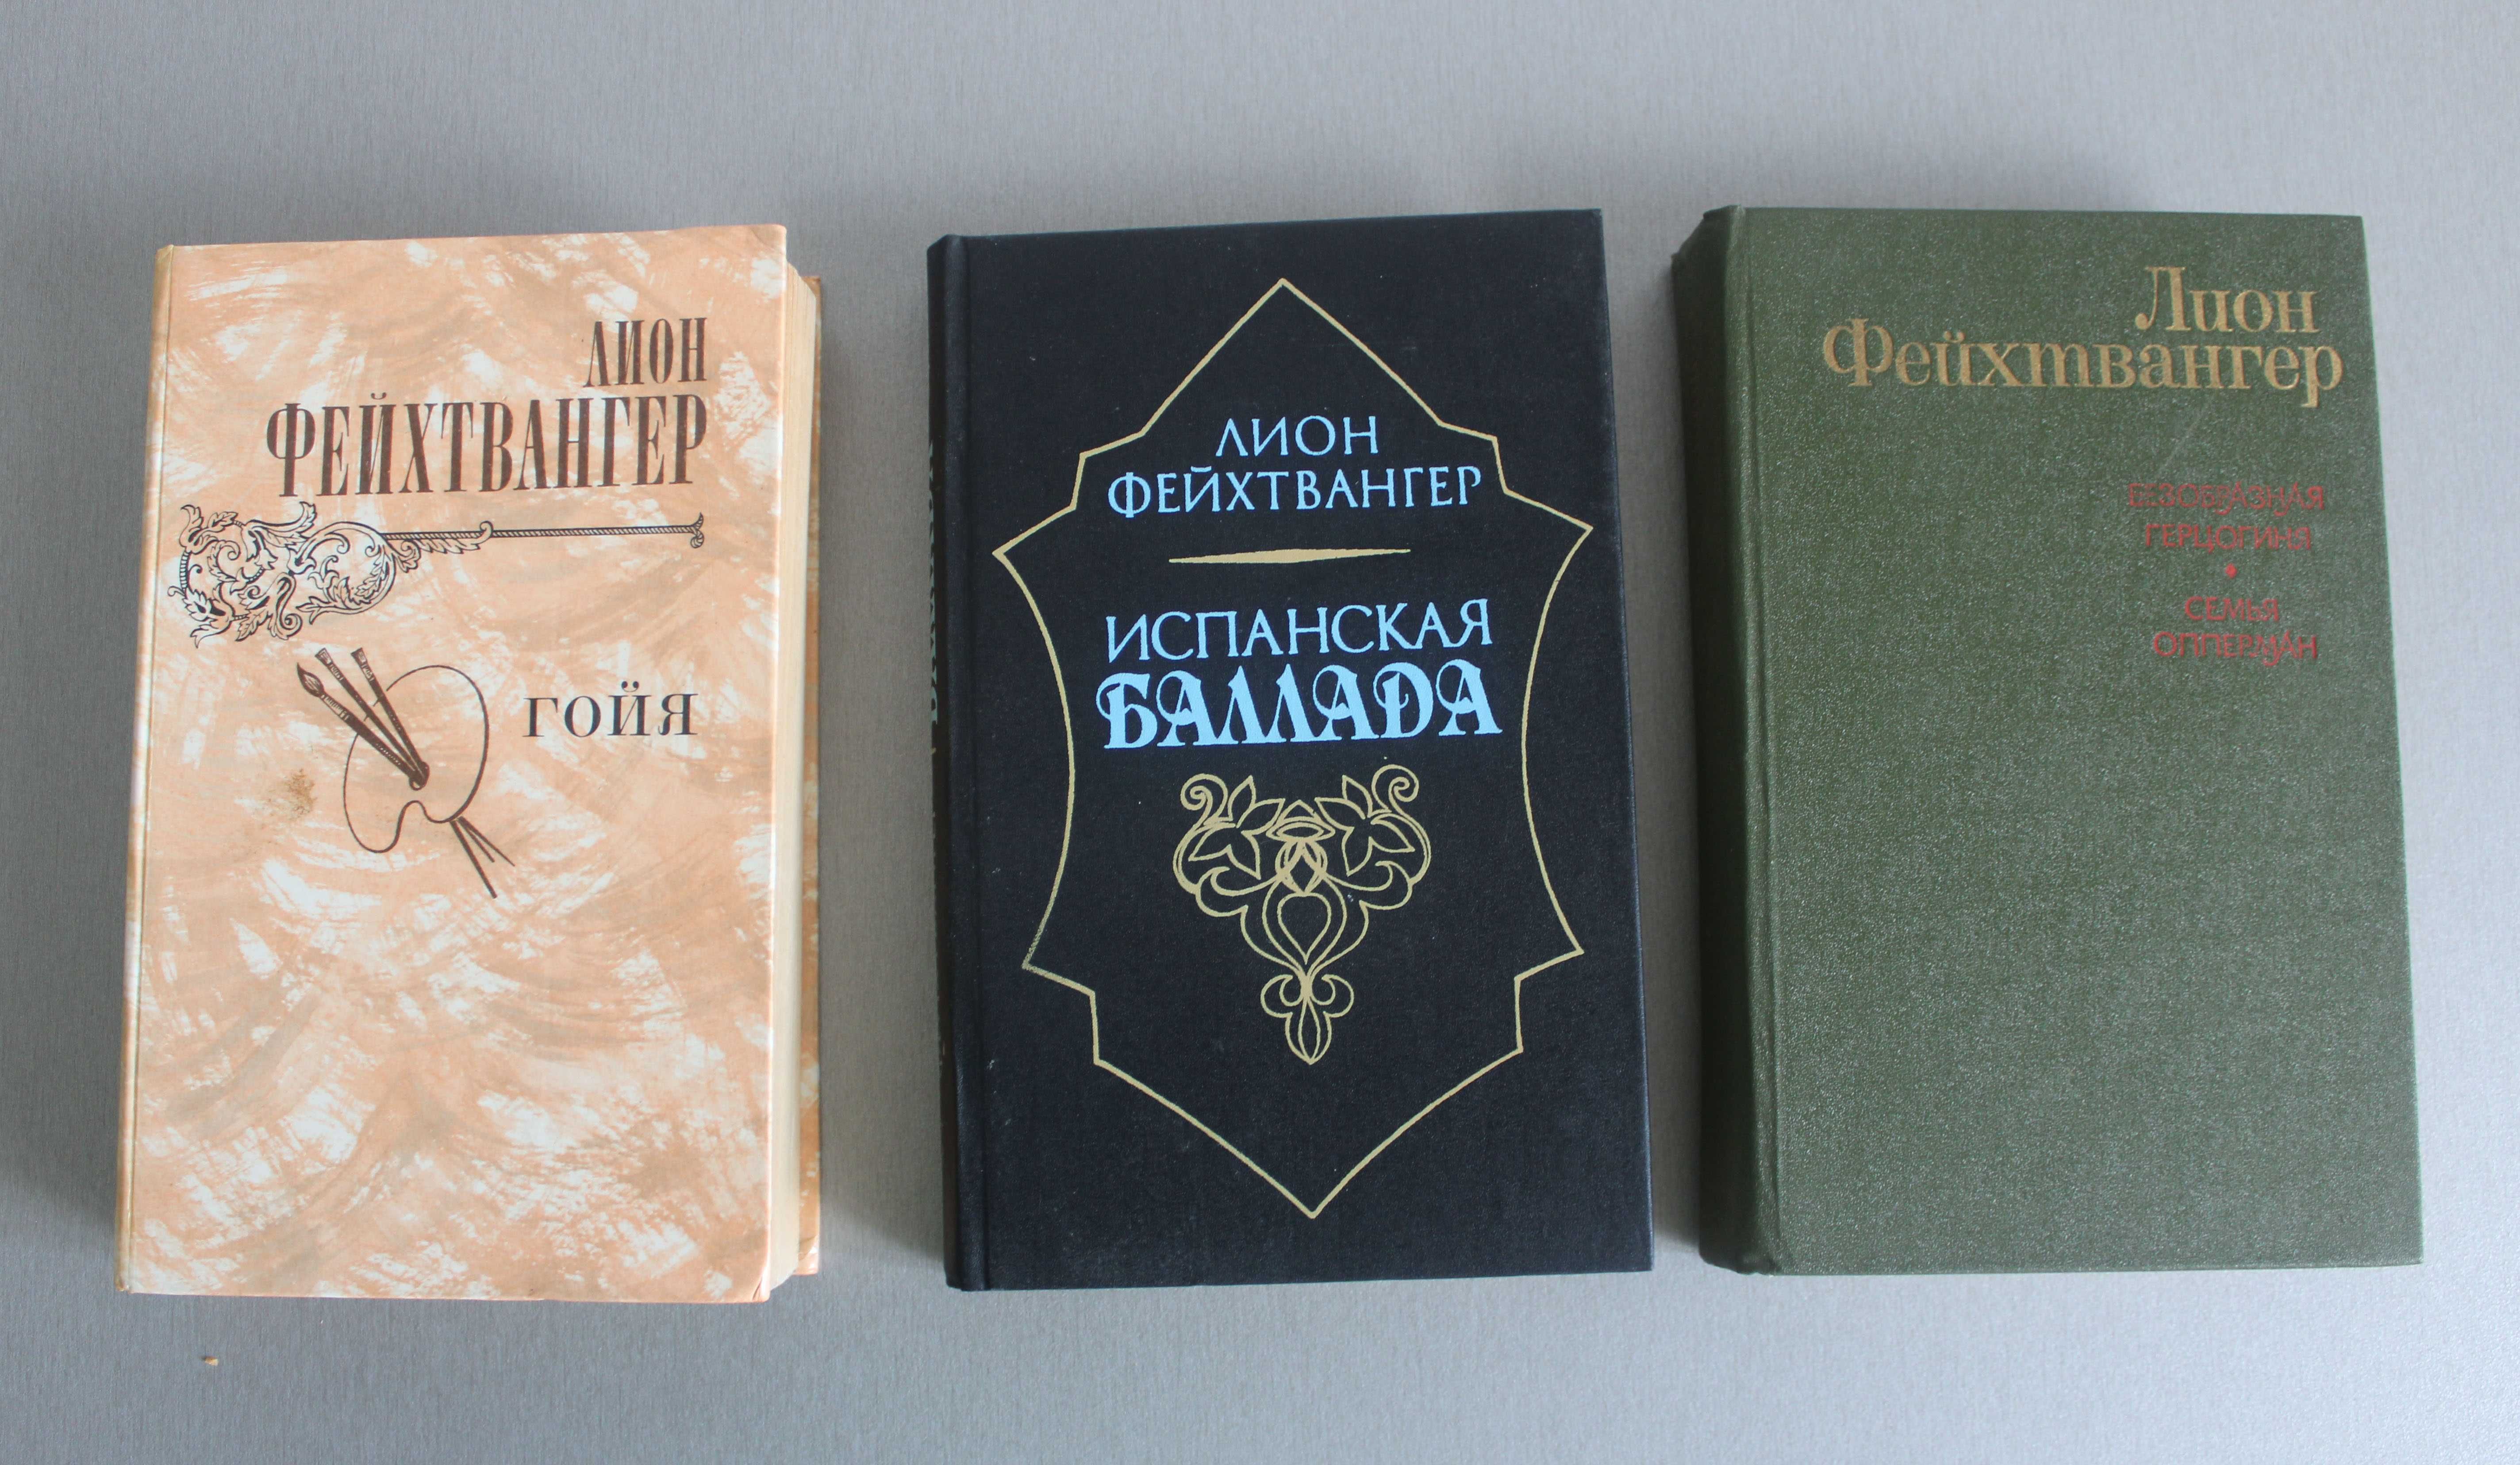 ЛИОН
ФЕЙХТВАНГЕР
ГОЙЯ
ЛИОН
ФЕЙХТВАНГЕР
ИСПАНСКАЯ
БАЛЛАДА
Лион
Фейхтвангер
БЕЗОБРАЗНАЯ
ГЕРЦОГИНЯ
•
СЕМЬЯ
ОППЕРМАН